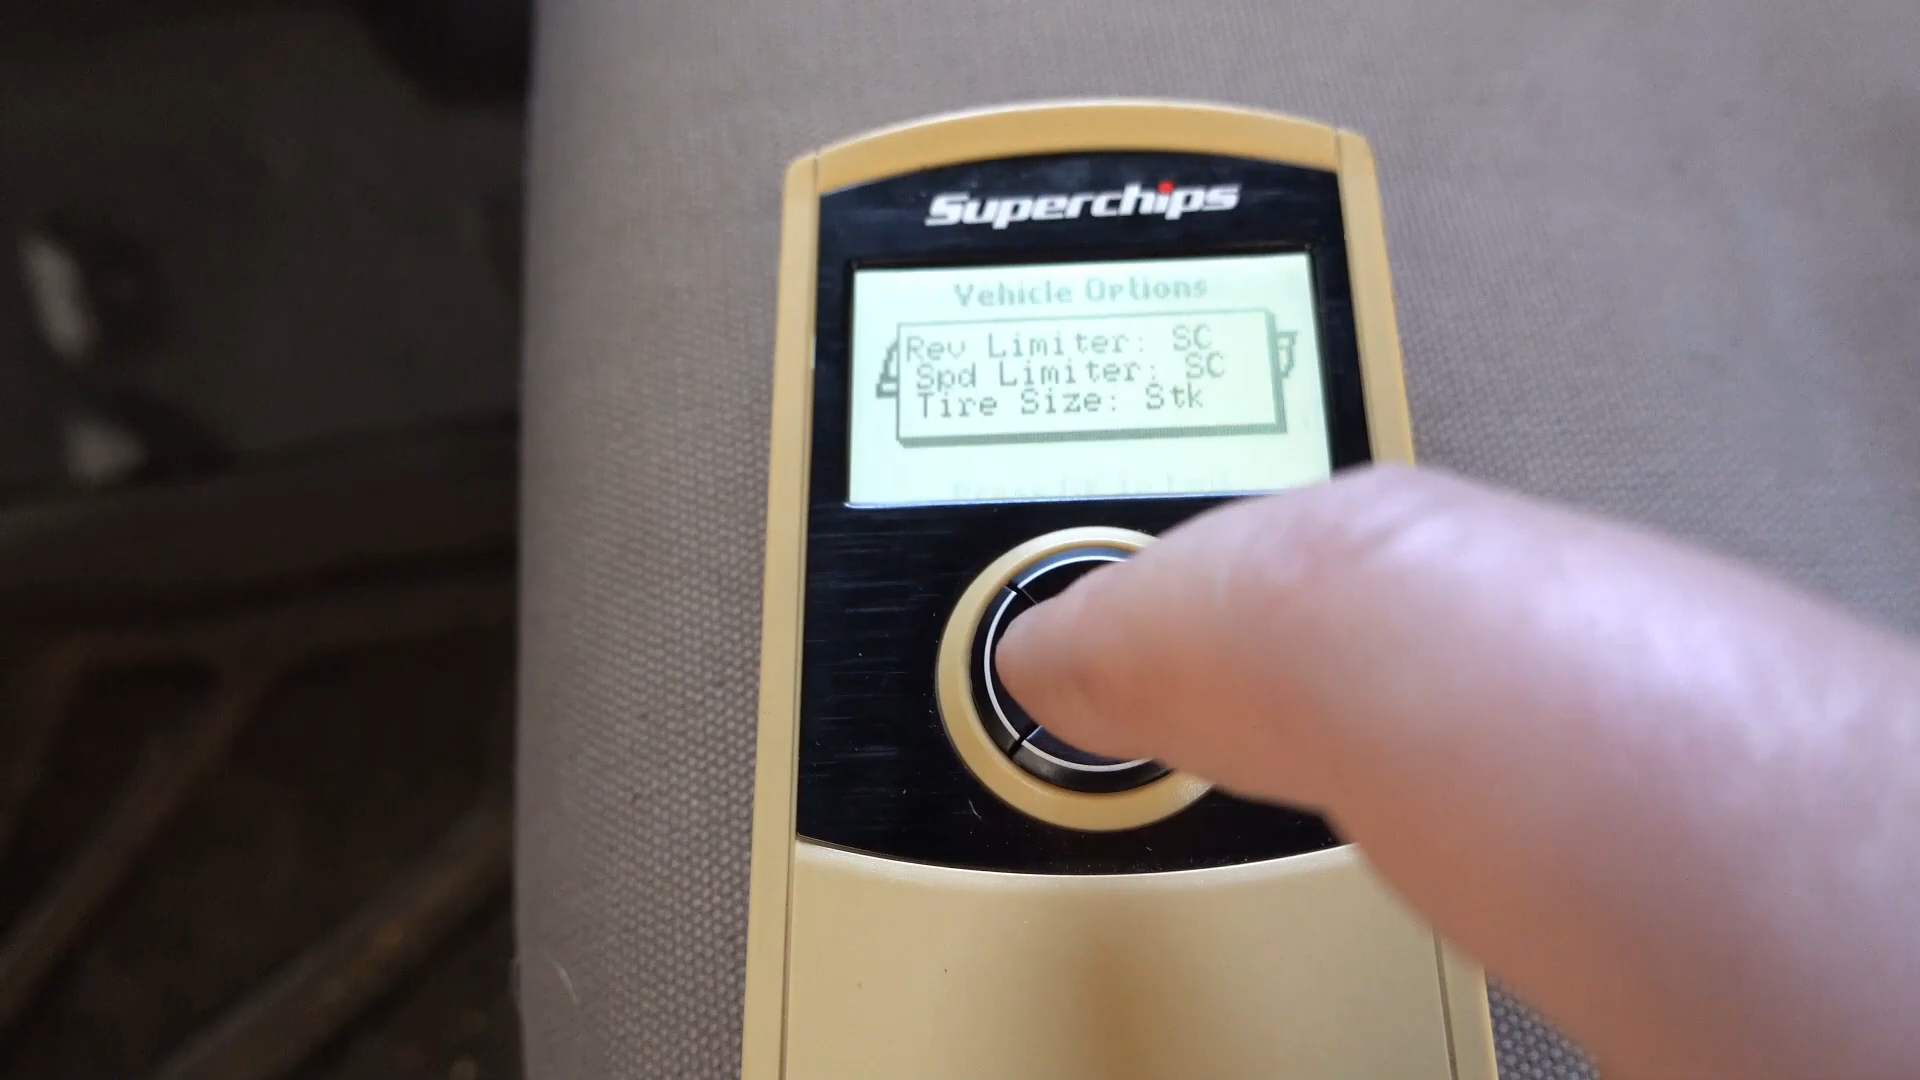 Superchips
Vehicle Options
Rev Limiter: SC
Spd Limiter: SC
Tire Size: Stk